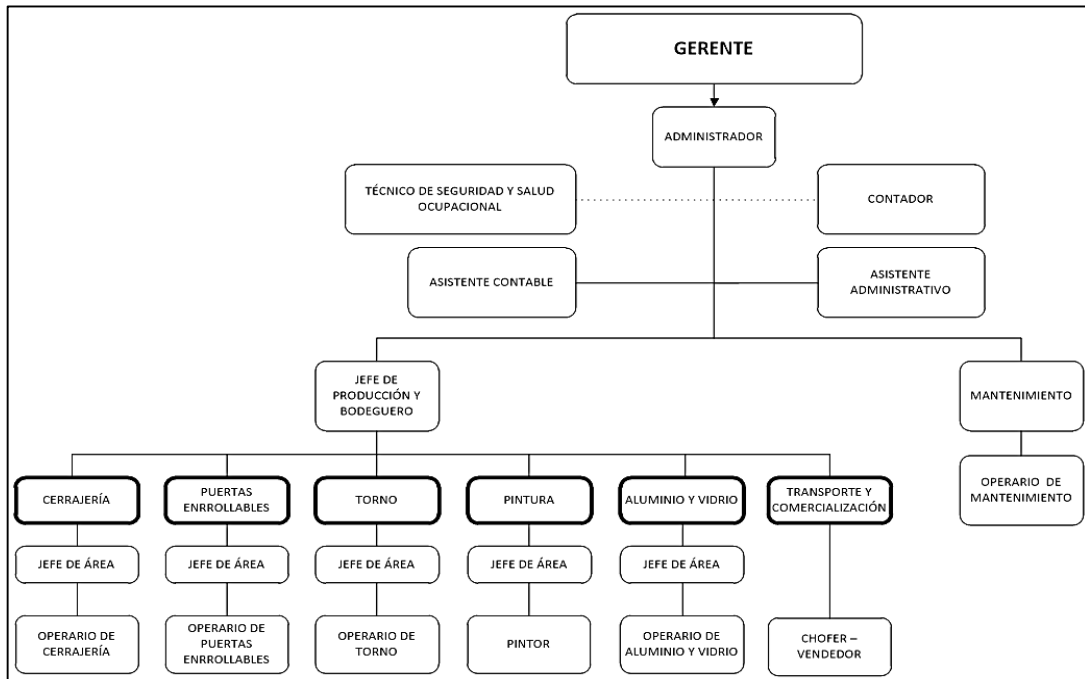 GERENTE
ADMINISTRADOR
TÉCNICO DE SEGURIDAD Y SALUD
OCUPACIONAL
CONTADOR
ASISTENTE CONTABLE
ASISTENTE
ADMINISTRATIVO
JEFE DE
PRODUCCIÓN Y
BODEGUERO
MANTENIMIENTO
OPERARIO DE
MANTENIMIENTO
CERRAJERÍA
PUERTAS
ENRROLLABLES
TORNO
PINTURA
ALUMINIO Y VIDRIO
TRANSPORTE Y
COMERCIALIZACIÓN
JEFE DE ÁREA
JEFE DE ÁREA
JEFE DE ÁREA
JEFE DE ÁREA
JEFE DE ÁREA
OPERARIO DE
CERRAJERÍA
OPERARIO DE
PUERTAS
ENRROLLABLES
OPERARIO DE
TORNO
PINTOR
OPERARIO DE
ALUMINIO Y VIDRIO
CHOFER –
VENDEDOR